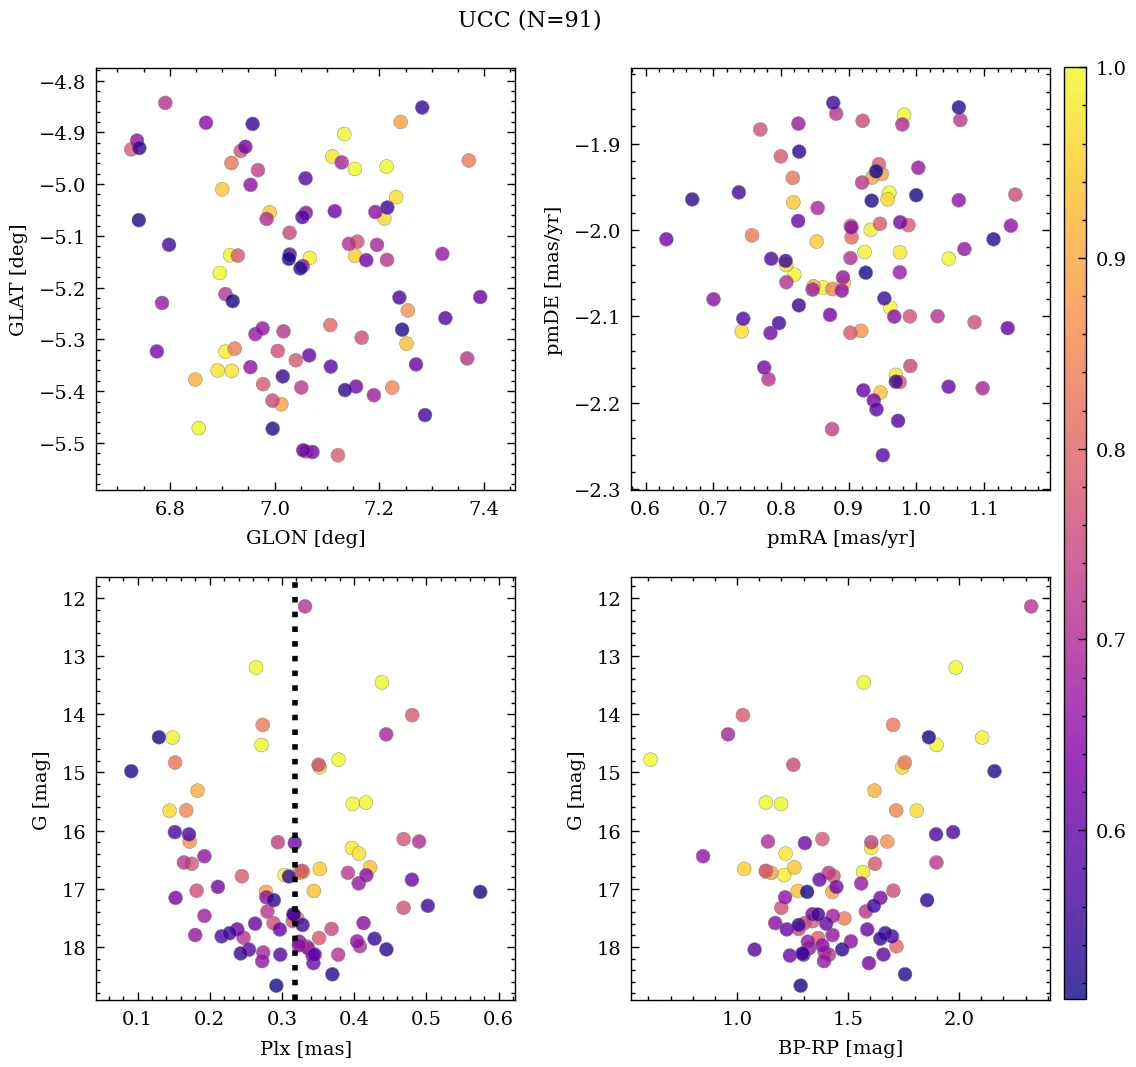 UCC (N=91)
−4.8
−4.9
−5.0
−5.1
−5.2
−5.3
−5.4
−5.5
GLAT [deg]
6.8 7.0 7.2 7.4
GLON [deg]
−1.9
−2.0
−2.1
−2.2
−2.3
pmDE [mas/yr]
0.6 0.7 0.8 0.9 1.0 1.1
pmRA [mas/yr]
12
13
14
15
16
17
18
G [mag]
0.1 0.2 0.3 0.4 0.5 0.6
Plx [mas]
12
13
14
15
16
17
18
G [mag]
1.0 1.5 2.0
BP-RP [mag]
1.0
0.9
0.8
0.7
0.6